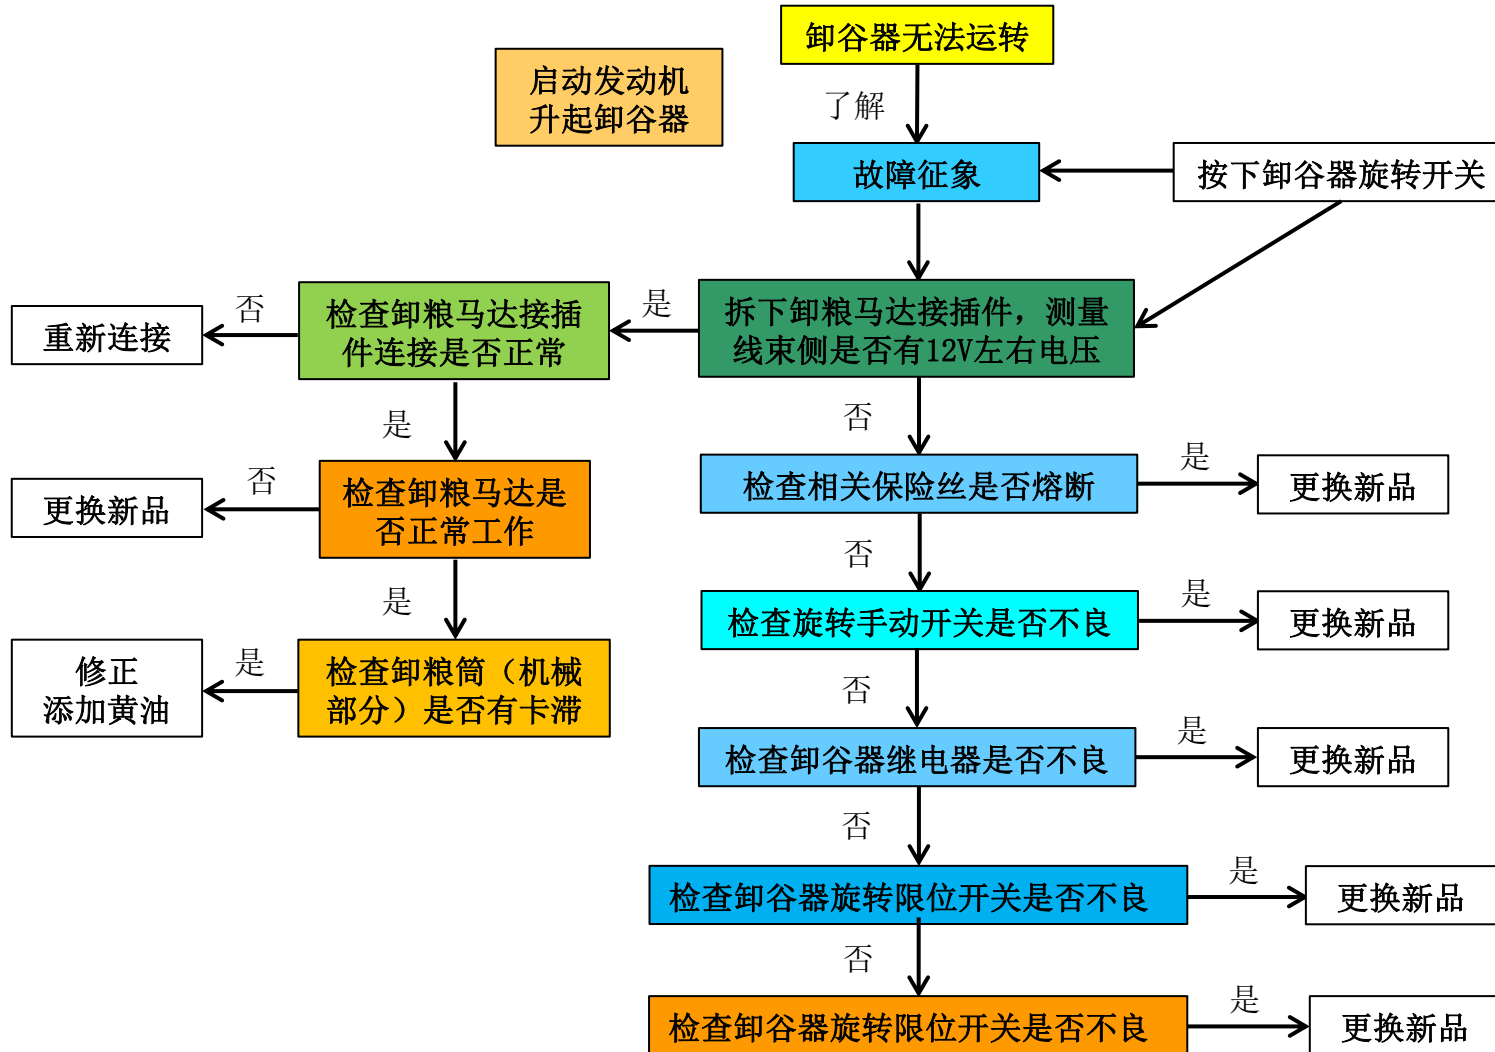 卸谷器无法运转
启动发动机
升起卸谷器
了解
故障征象
按下卸谷器旋转开关
拆下卸粮马达接插件，测量
线束侧是否有12V左右电压
是
检查卸粮马达接插
件连接是否正常
否
重新连接
是
检查卸粮马达是
否正常工作
否
更换新品
是
检查卸粮筒（机械
部分）是否有卡滞
是
修正
添加黄油
否
检查相关保险丝是否熔断
是
更换新品
否
检查旋转手动开关是否不良
是
更换新品
否
检查卸谷器继电器是否不良
是
更换新品
否
检查卸谷器旋转限位开关是否不良
是
更换新品
否
检查卸谷器旋转限位开关是否不良
是
更换新品